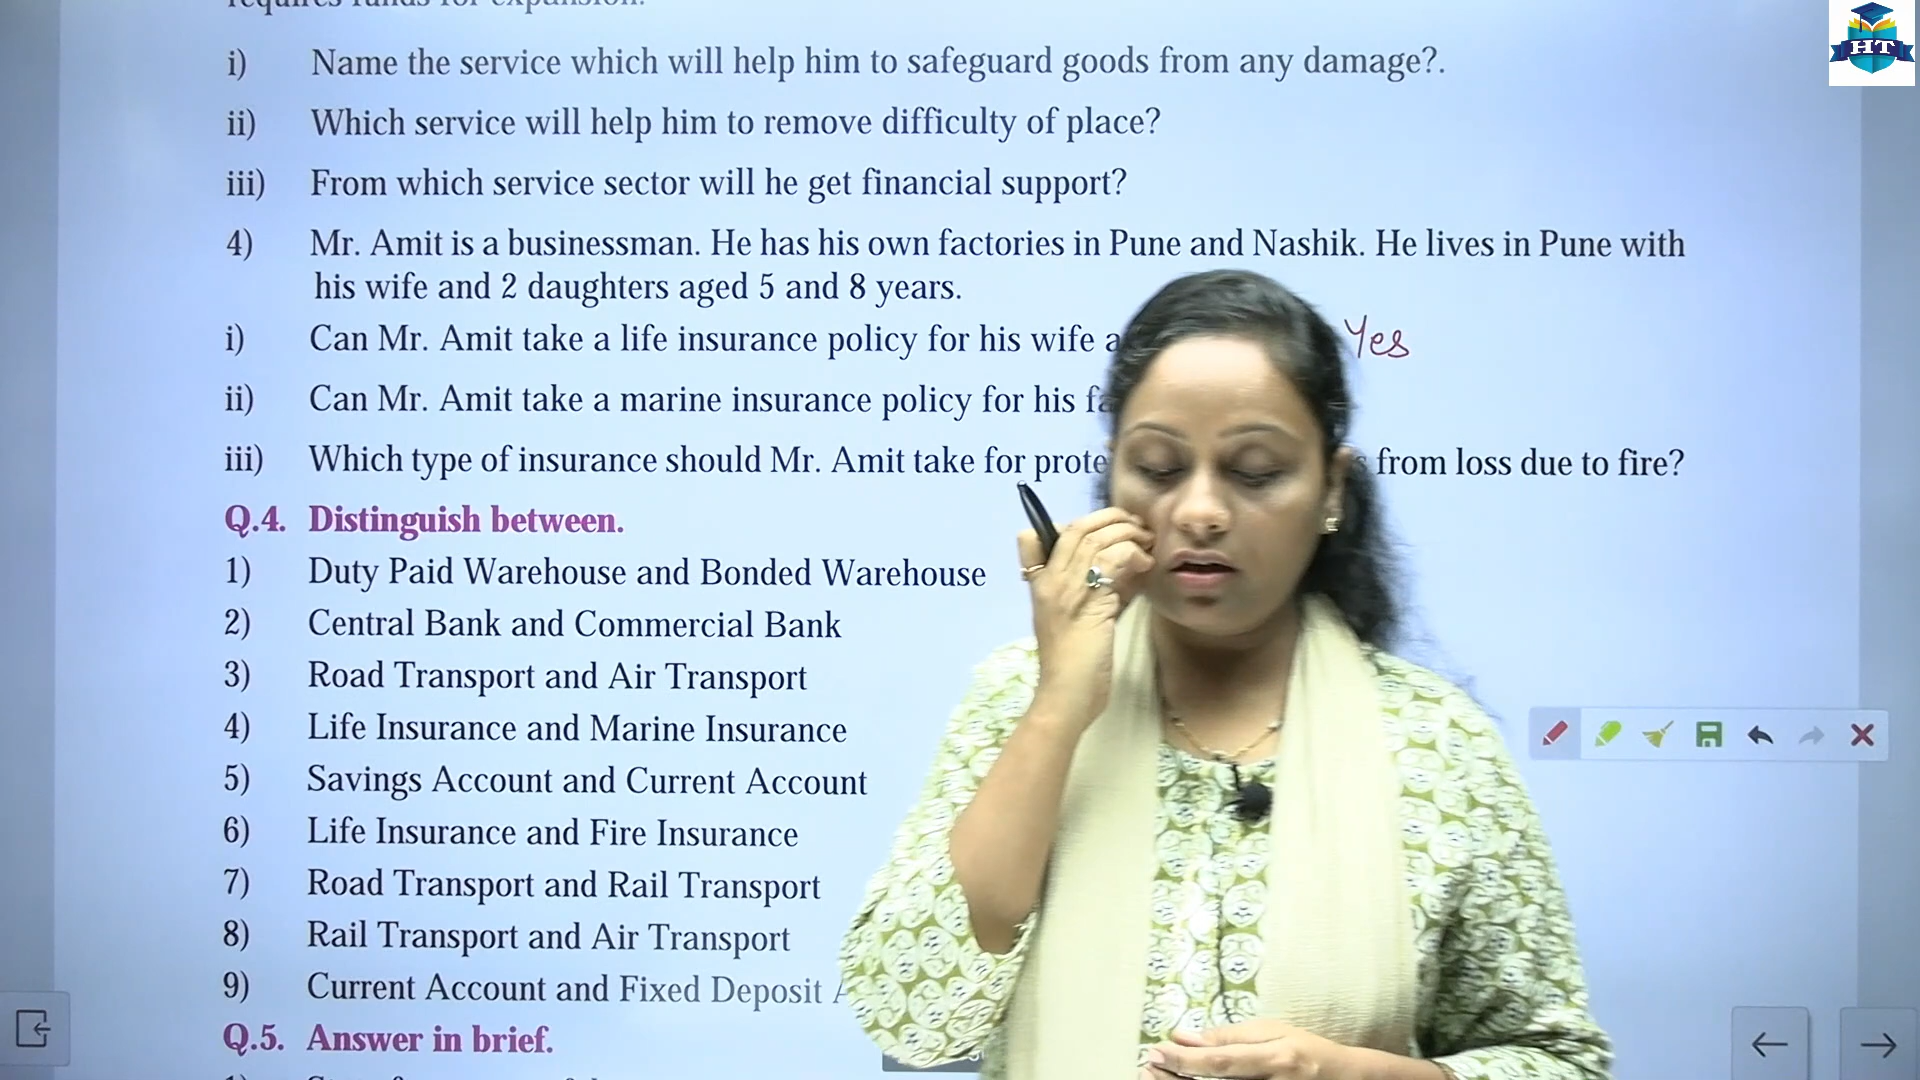 requires funds for expansion.
HT
i) Name the service which will help him to safeguard goods from any damage?.
ii) Which service will help him to remove difficulty of place?
iii) From which service sector will he get financial support?
4) Mr. Amit is a businessman. He has his own factories in Pune and Nashik. He lives in Pune with
his wife and 2 daughters aged 5 and 8 years.
i) Can Mr. Amit take a life insurance policy for his wife Yes
ii) Can Mr. Amit take a marine insurance policy for his
iii) Which type of insurance should Mr. Amit take for from loss due to fire?
Q.4. Distinguish between.
1) Duty Paid Warehouse and Bonded Warehouse
2) Central Bank and Commercial Bank
3) Road Transport and Air Transport
4) Life Insurance and Marine Insurance
5) Savings Account and Current Account
6) Life Insurance and Fire Insurance
7) Road Transport and Rail Transport
8) Rail Transport and Air Transport
9) Current Account and Fixed Deposit
Q.5. Answer in brief.